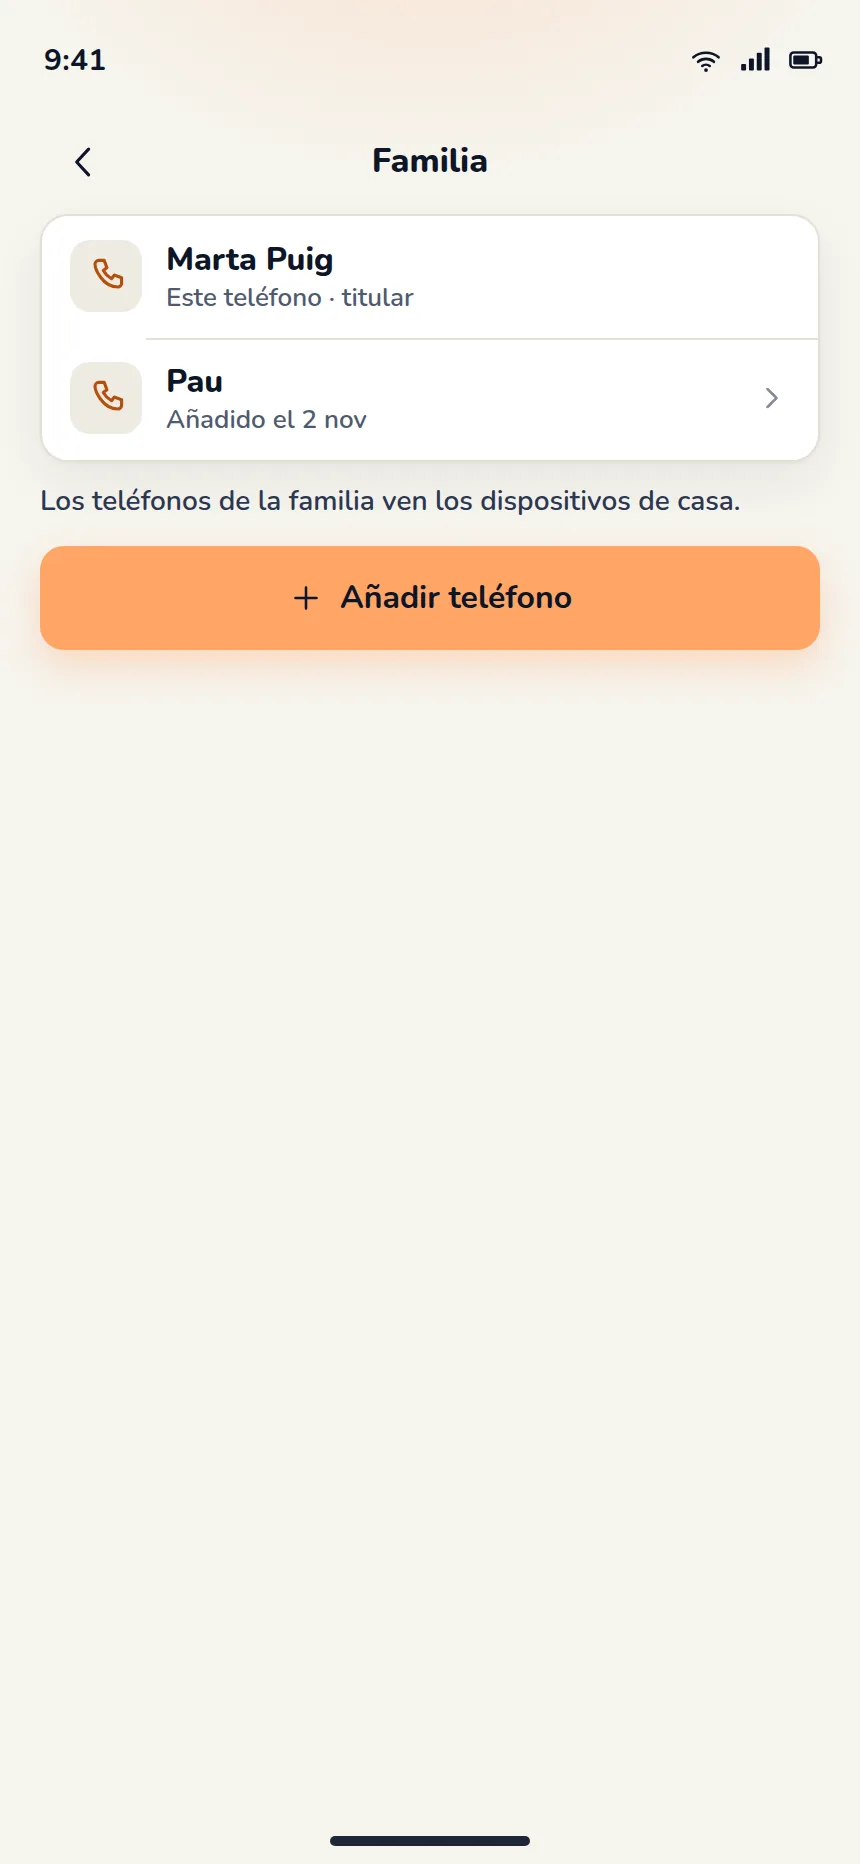 9:41
Familia
Marta Puig
Este teléfono · titular
Pau
Añadido el 2 nov
Los teléfonos de la familia ven los dispositivos de casa.
Añadir teléfono